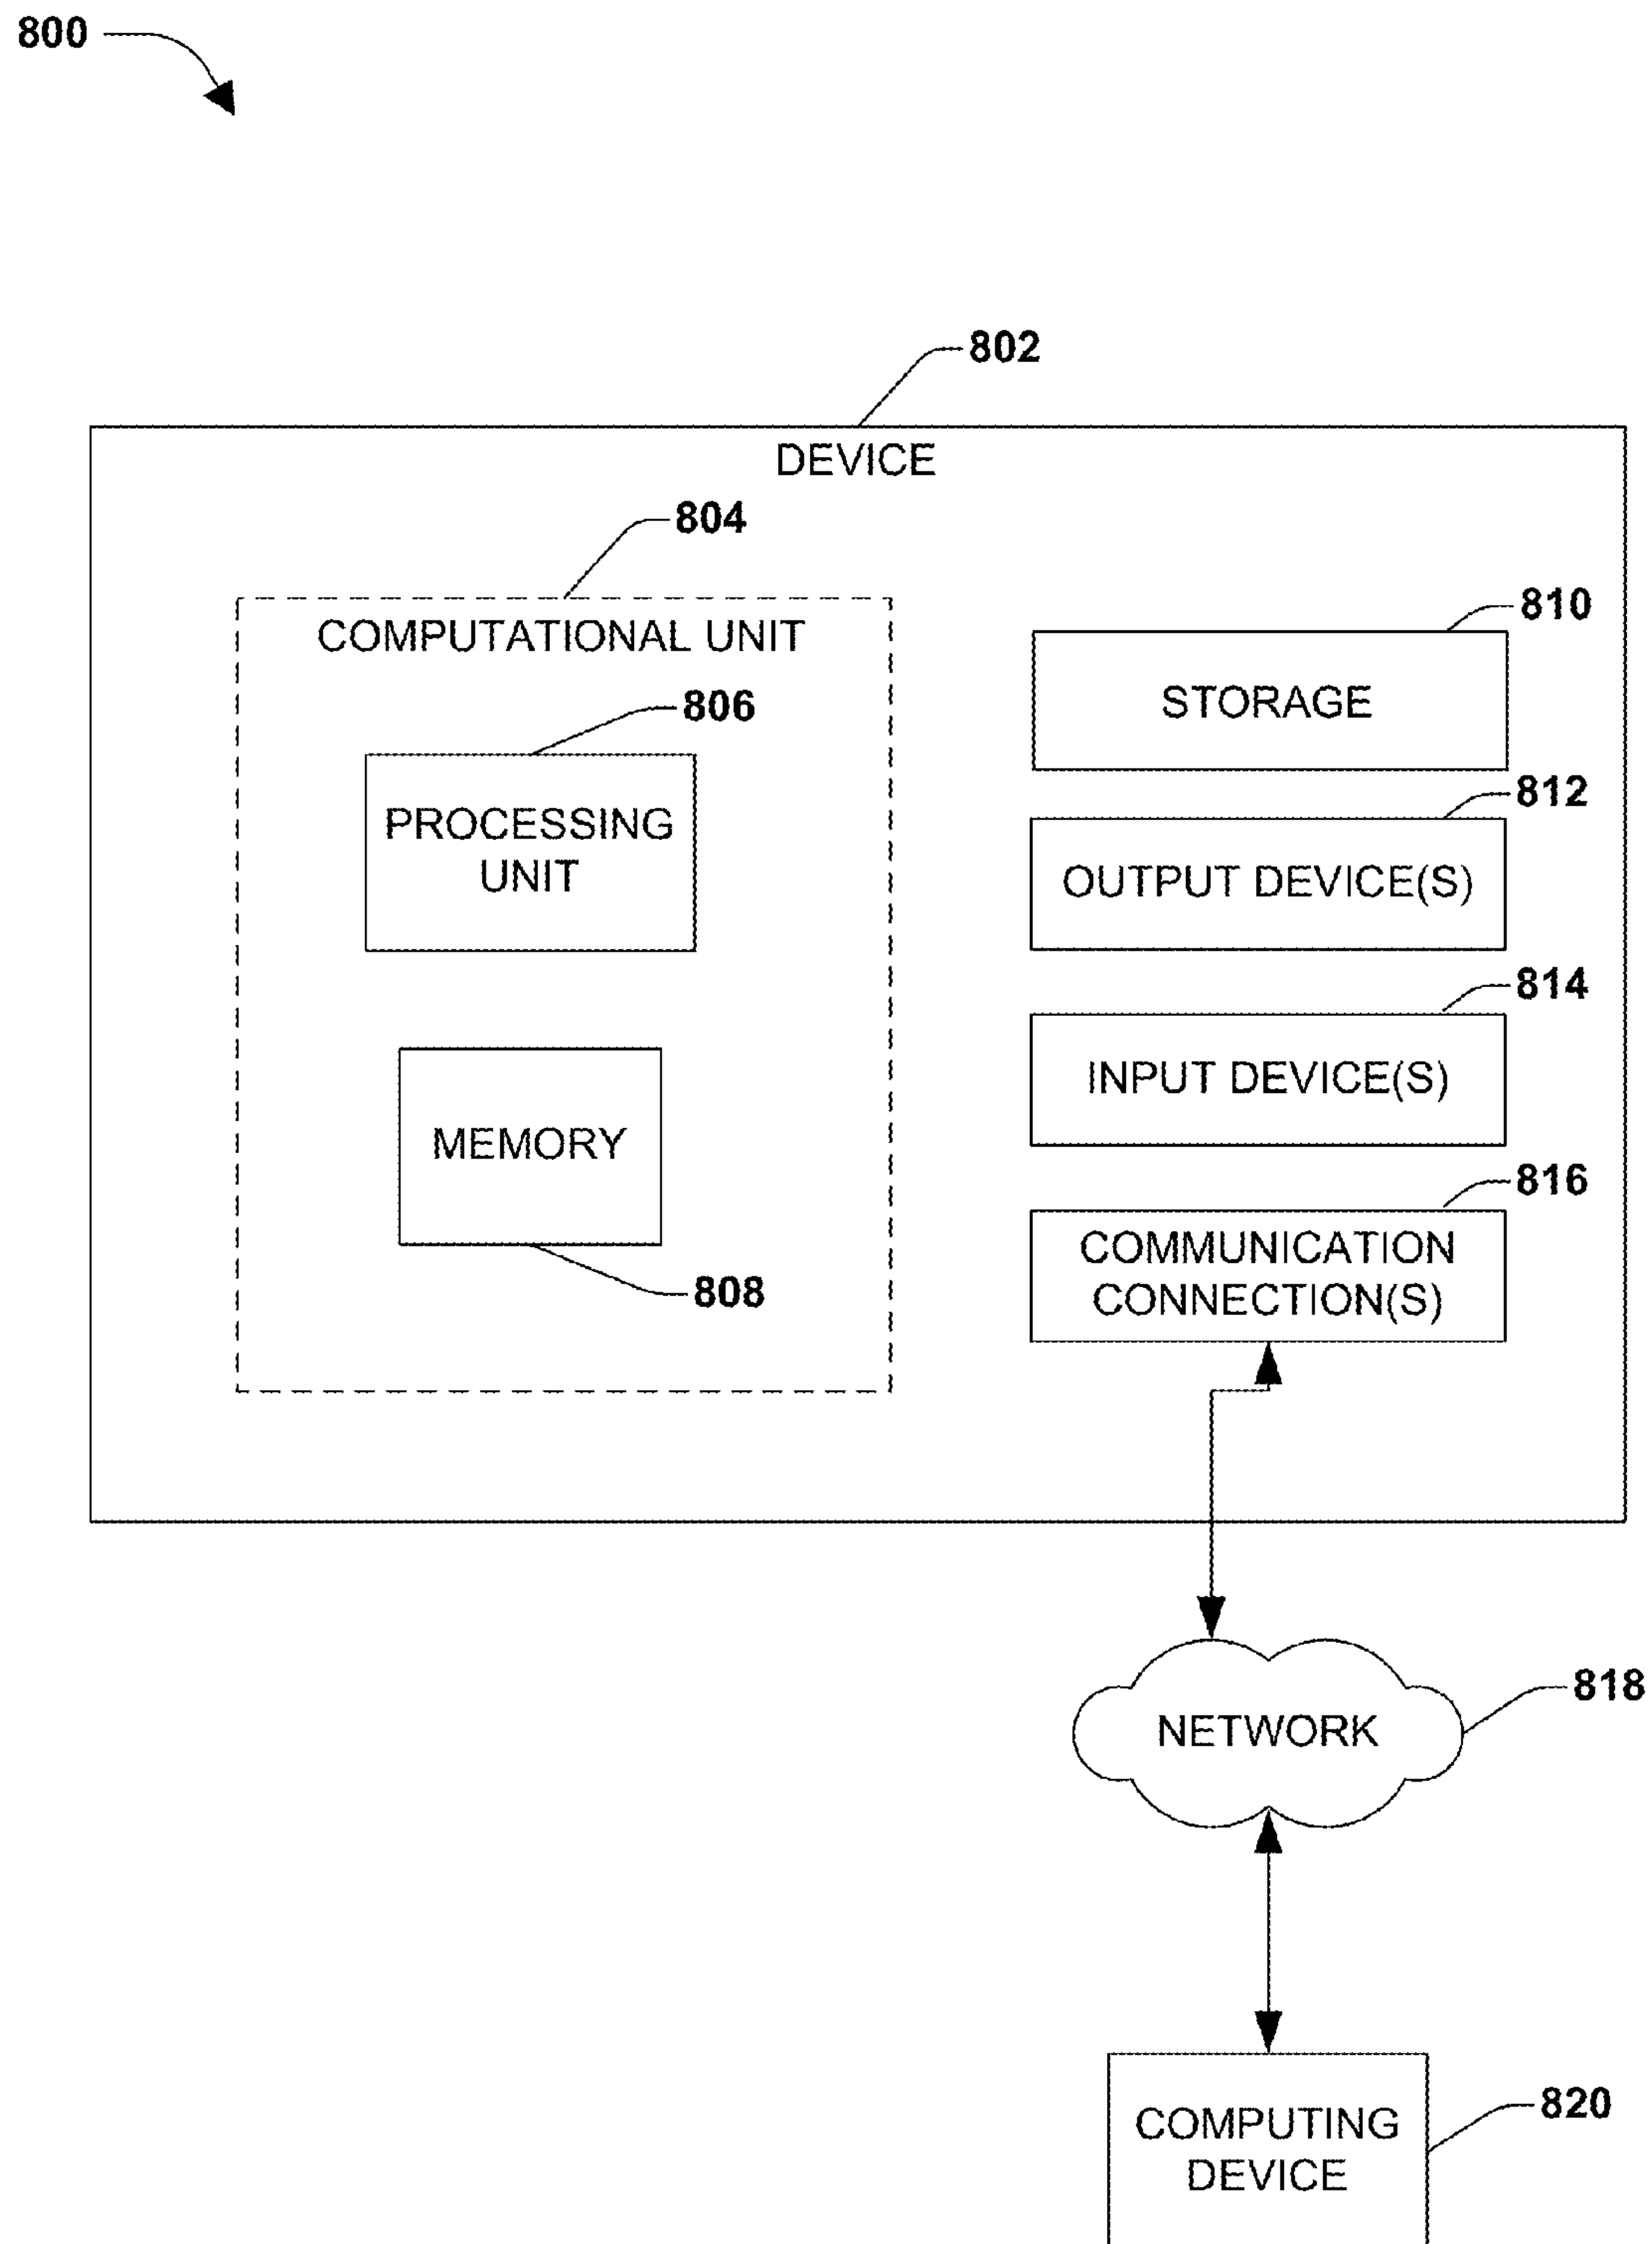 800
802
DEVICE
804
COMPUTATIONAL UNIT
806
PROCESSING
UNIT
MEMORY
808
810
STORAGE
812
OUTPUT DEVICE(S)
814
INPUT DEVICE(S)
816
COMMUNICATION
CONNECTION(S)
818
NETWORK
820
COMPUTING
DEVICE